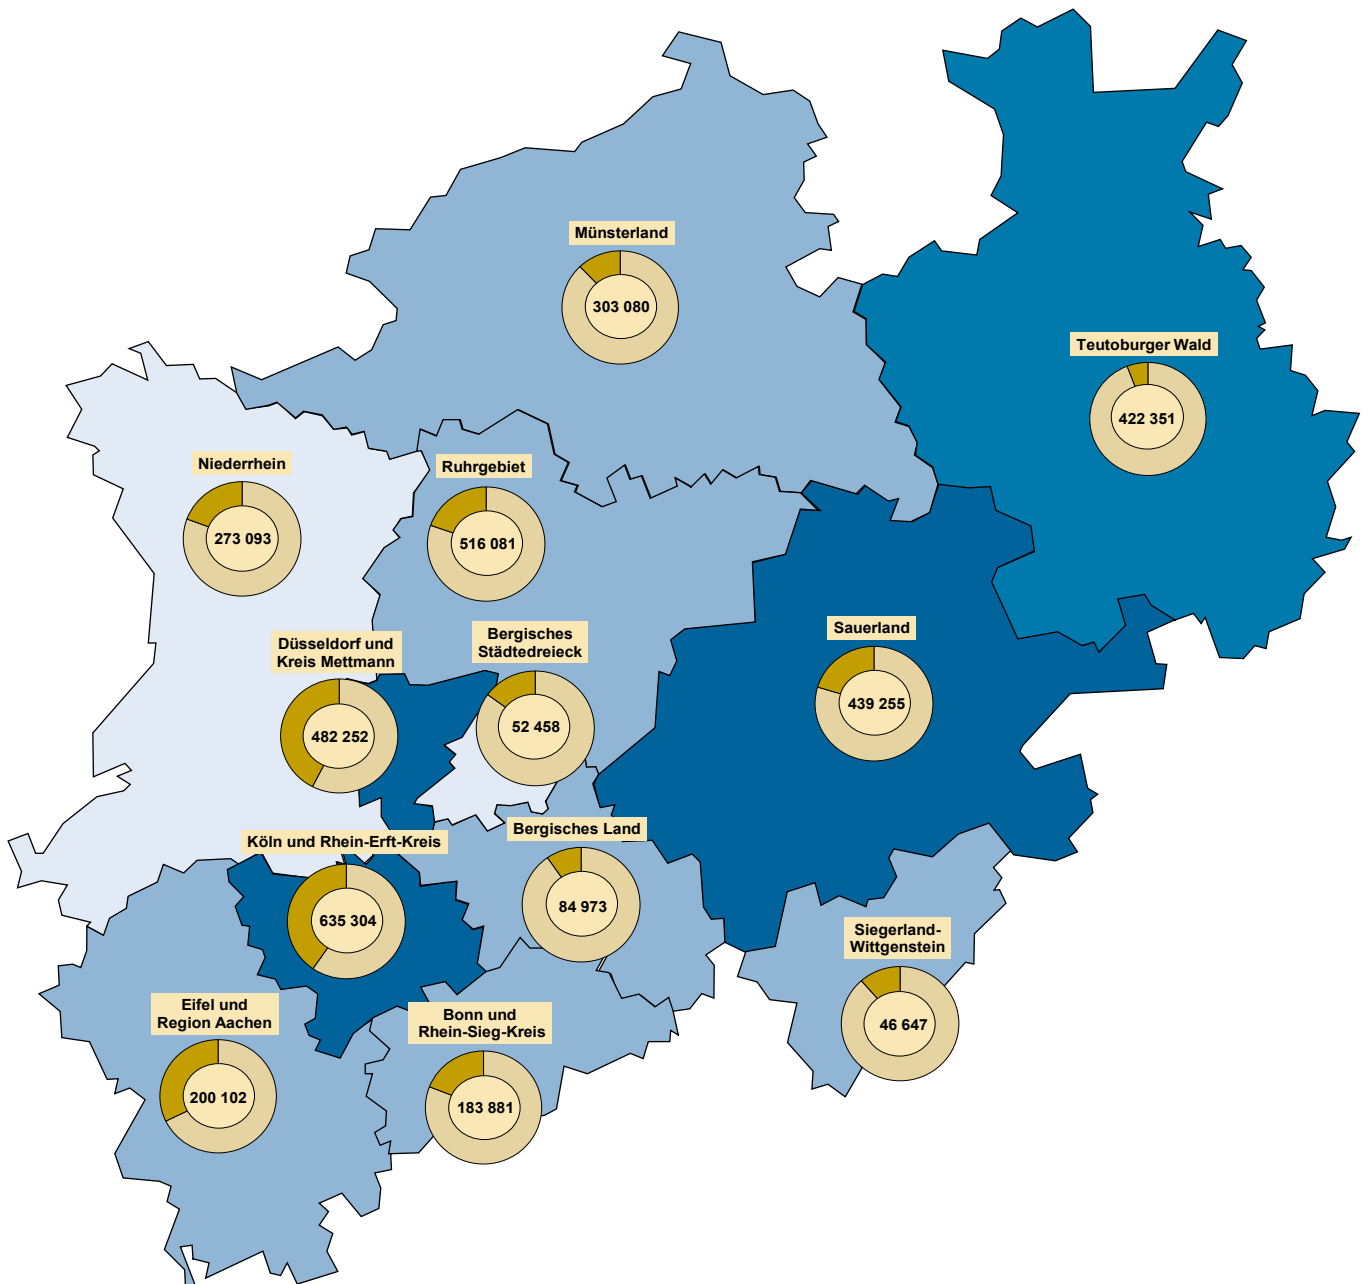 Münsterland
303 080
Teutoburger Wald
422 351
Niederrhein
273 093
Ruhrgebiet
516 081
Düsseldorf und
Kreis Mettmann
482 252
Bergisches
Städtedreieck
52 458
Sauerland
439 255
Köln und Rhein-Erft-Kreis
635 304
Bergisches Land
84 973
Siegerland-
Wittgenstein
46 647
Eifel und
Region Aachen
200 102
Bonn und
Rhein-Sieg-Kreis
183 881